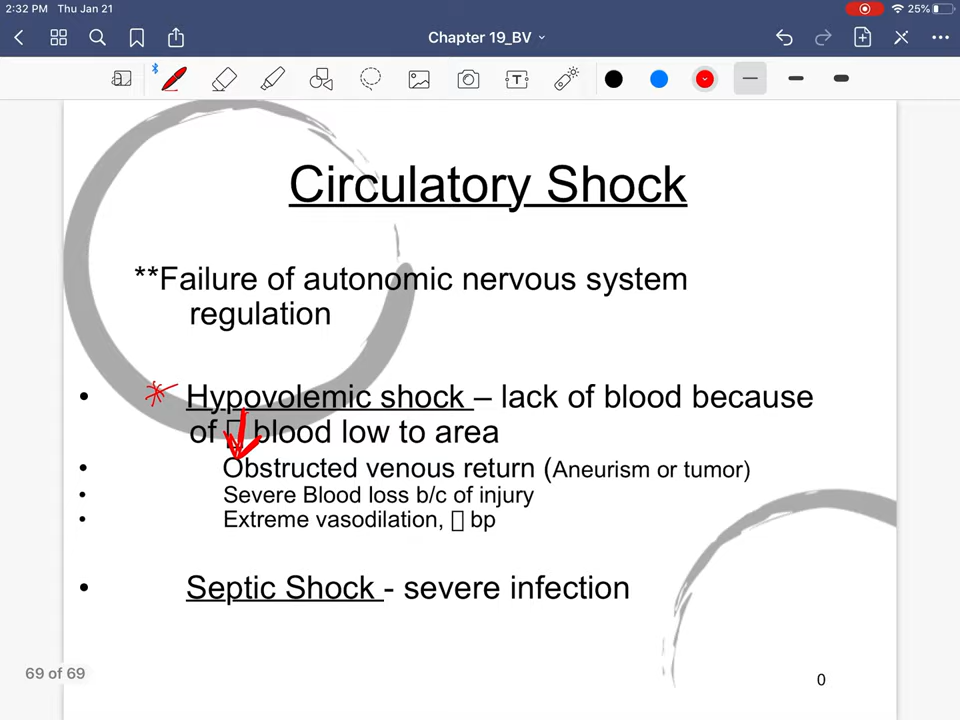 2:32 PM Thu Jan 21
25%
Chapter 19_BV
Circulatory Shock
**Failure of autonomic nervous system
regulation
• Hypovolemic shock – lack of blood because
of ▯ blood low to area
• Obstructed venous return (Aneurism or tumor)
• Severe Blood loss b/c of injury
• Extreme vasodilation, ▯ bp
• Septic Shock - severe infection
69 of 69
0